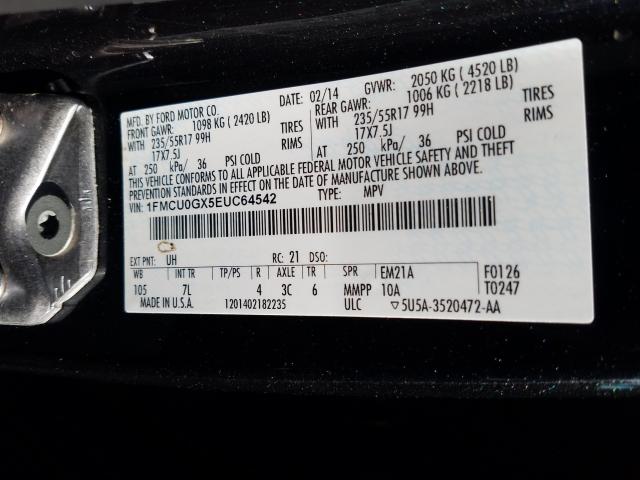 MFD. BY FORD MOTOR CO. DATE: 02/14 GVWR: 2050 KG ( 4520 LB)
FRONT GAWR: 1098 KG ( 2420 LB) REAR GAWR: 1006 KG ( 2218 LB)
WITH 235/55R17 99H TIRES WITH 235/55R17 99H TIRES
17X7.5J RIMS 17X7.5J RIMS
AT 250 kPa/ 36 PSI COLD AT 250 kPa/ 36 PSI COLD
THIS VEHICLE CONFORMS TO ALL APPLICABLE FEDERAL MOTOR VEHICLE SAFETY AND THEFT
PREVENTION STANDARDS IN EFFECT ON THE DATE OF MANUFACTURE SHOWN ABOVE.
VIN: 1FMCU0GX5EUC64542 TYPE: MPV
EXT PNT: UH RC: 21 DSO:
WB INT TR TP/PS R AXLE TR SPR EM21A F0126
105 7L 4 3C 6 MMPP 10A T0247
MADE IN U.S.A. 1201402182235 ULC ▽5U5A-3520472-AA